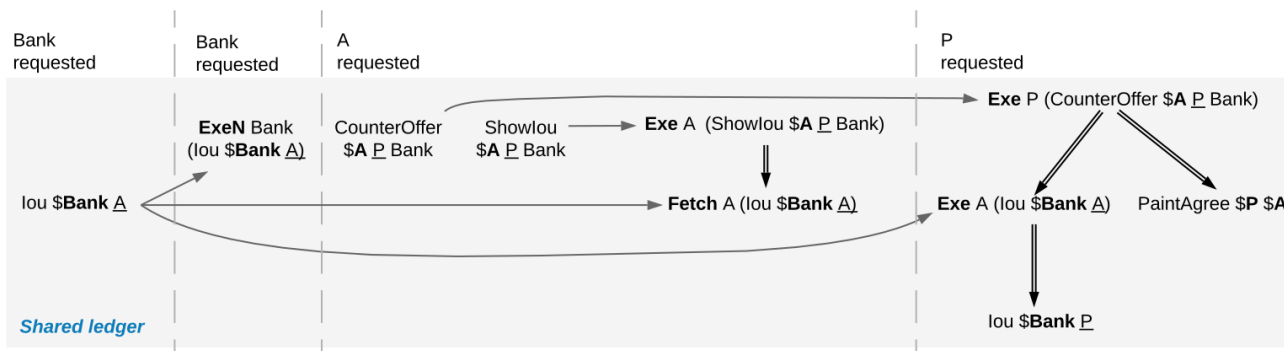 Bank
requested
Bank
requested
A
requested
P
requested
Exe P (CounterOffer $A P Bank)
ExeN Bank
(Iou $Bank A)
CounterOffer
$A P Bank
ShowIou
$A P Bank
Exe A (ShowIou $A P Bank)
Iou $Bank A
Fetch A (Iou $Bank A)
Exe A (Iou $Bank A)
PaintAgree $P $A
Iou $Bank P
Shared ledger